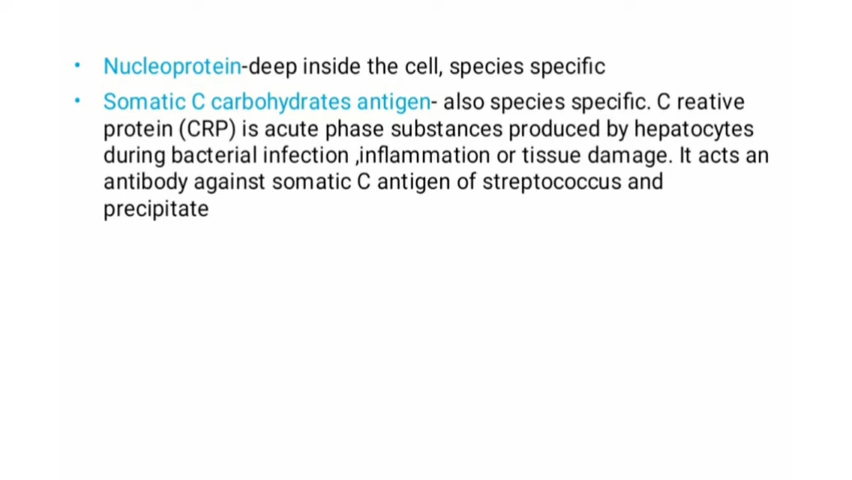 • Nucleoprotein-deep inside the cell, species specific
• Somatic C carbohydrates antigen- also species specific. C reative
protein (CRP) is acute phase substances produced by hepatocytes
during bacterial infection ,inflammation or tissue damage. It acts an
antibody against somatic C antigen of streptococcus and
precipitate